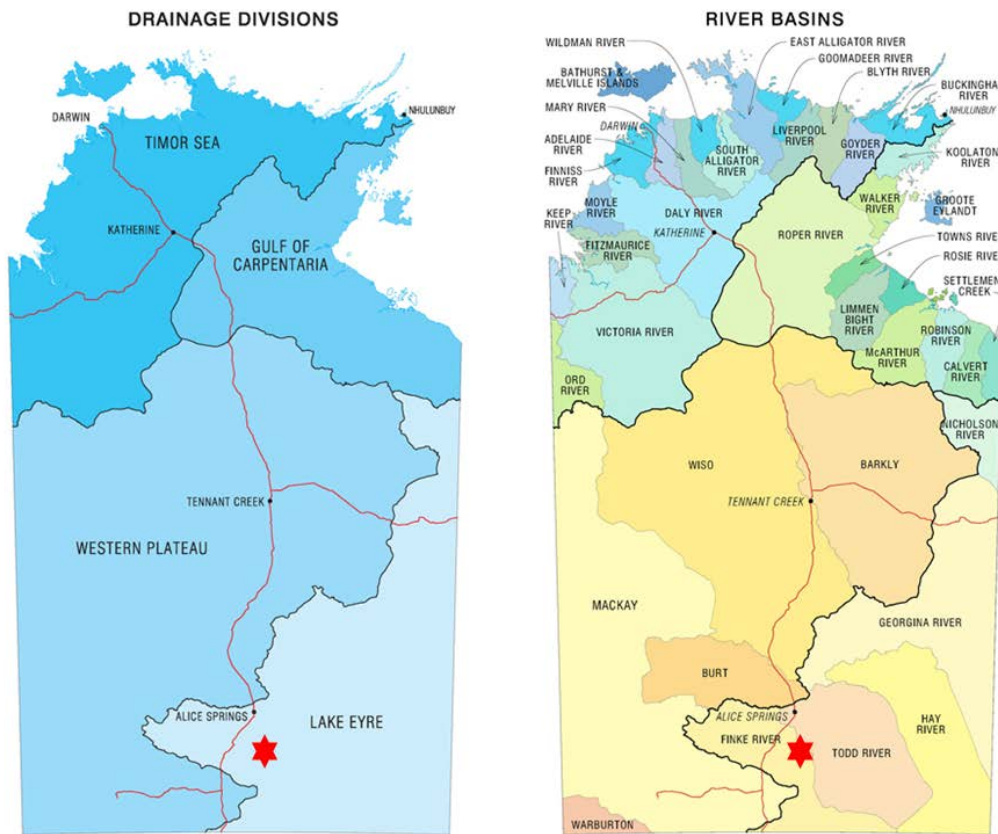 DRAINAGE DIVISIONS
DARWIN
NHULUNBUY
TIMOR SEA
KATHERINE
GULF OF
CARPENTARIA
TENNANT CREEK
WESTERN PLATEAU
ALICE SPRINGS
LAKE EYRE
RIVER BASINS
WILDMAN RIVER
EAST ALLIGATOR RIVER
GOOMADEER RIVER
BLYTH RIVER
BATHURST &
MELVILLE ISLANDS
BUCKINGHA
RIVER
NHULUNBUY
MARY RIVER
DARWIN
ADELAIDE
RIVER
LIVERPOOL
RIVER
SOUTH
ALLIGATOR
RIVER
GOYDER
RIVER
KOOLATON
RIVER
FINNISS
RIVER
MOYLE
RIVER
DALY RIVER
WALKER
RIVER
GROOTE
EYLANDT
KEEP
RIVER
KATHERINE
ROPER RIVER
FITZMAURICE
RIVER
TOWNS RIVE
ROSIE RIVE
SETTLEMEN
CREEK
VICTORIA RIVER
LIMMEN
BIGHT
RIVER
ROBINSON
RIVER
McARTHUR
RIVER
CALVERT
RIVER
ORD
RIVER
NICHOLSON
RIVER
WISO
BARKLY
TENNANT CREEK
MACKAY
GEORGINA RIVER
BURT
ALICE SPRINGS
FINKE RIVER
HAY
RIVER
TODD RIVER
WARBURTON